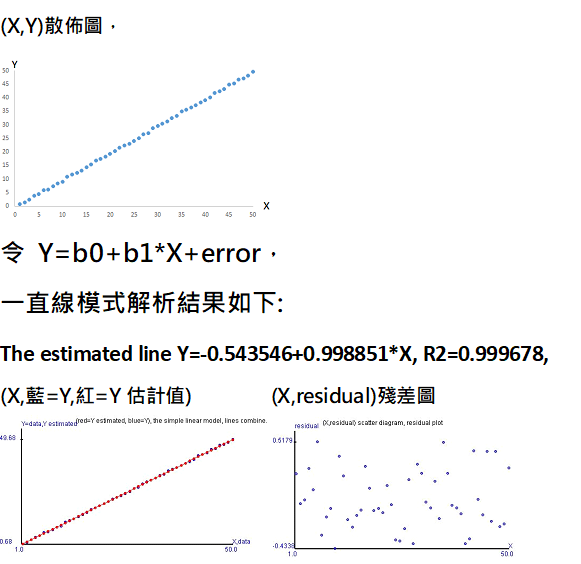 (X,Y)散佈圖，
Y
50
45
40
35
30
25
20
15
10
5
0
0 5 10 15 20 25 30 35 40 45 50
X
令 Y=b0+b1*X+error，
一直線模式解析結果如下:
The estimated line Y=-0.543546+0.998851*X, R2=0.999678,
(X,藍=Y,紅=Y 估計值) (X,residual)殘差圖
Y=data,Y estimated (red=Y estimated, blue=Y), the simple linear model, lines combine.
49.68
0.68
1.0 50.0
X,data
residual (X,residual) scatter diagram, residual plot
0.5179
-0.4338
1.0 50.0
X